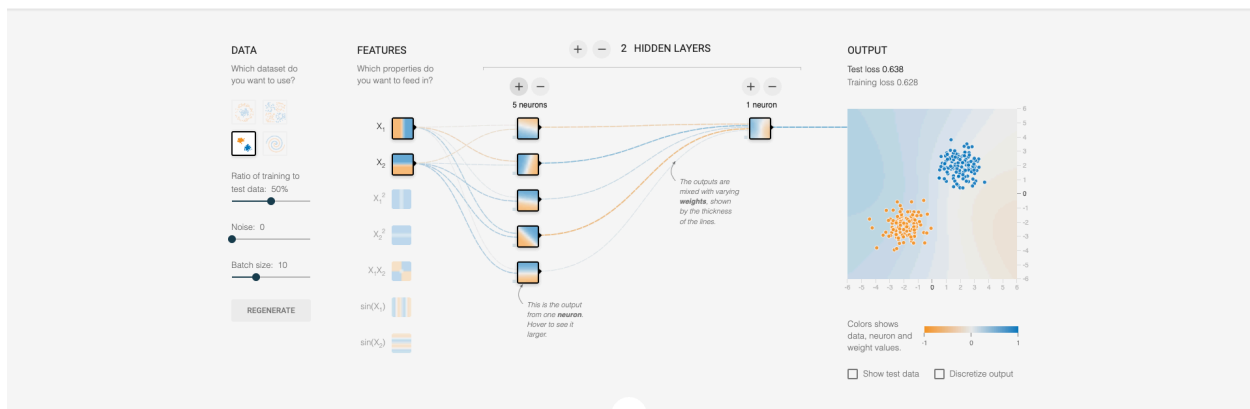 DATA
Which dataset do
you want to use?
Ratio of training to
test data: 50%
Noise: 0
Batch size: 10
REGENERATE
FEATURES
Which properties do
you want to feed in?
X₁
X₂
X₁²
X₂²
X₁X₂
sin(X₁)
sin(X₂)
+ − 2 HIDDEN LAYERS
+ −
5 neurons
+ −
1 neuron
The outputs are
mixed with varying
weights, shown
by the thickness
of the lines.
This is the output
from one neuron.
Hover to see it
larger.
OUTPUT
Test loss 0.638
Training loss 0.628
6
5
4
3
2
1
0
-1
-2
-3
-4
-5
-6
-6 -5 -4 -3 -2 -1 0 1 2 3 4 5 6
Colors shows
data, neuron and
weight values.
-1 0 1
Show test data Discretize output